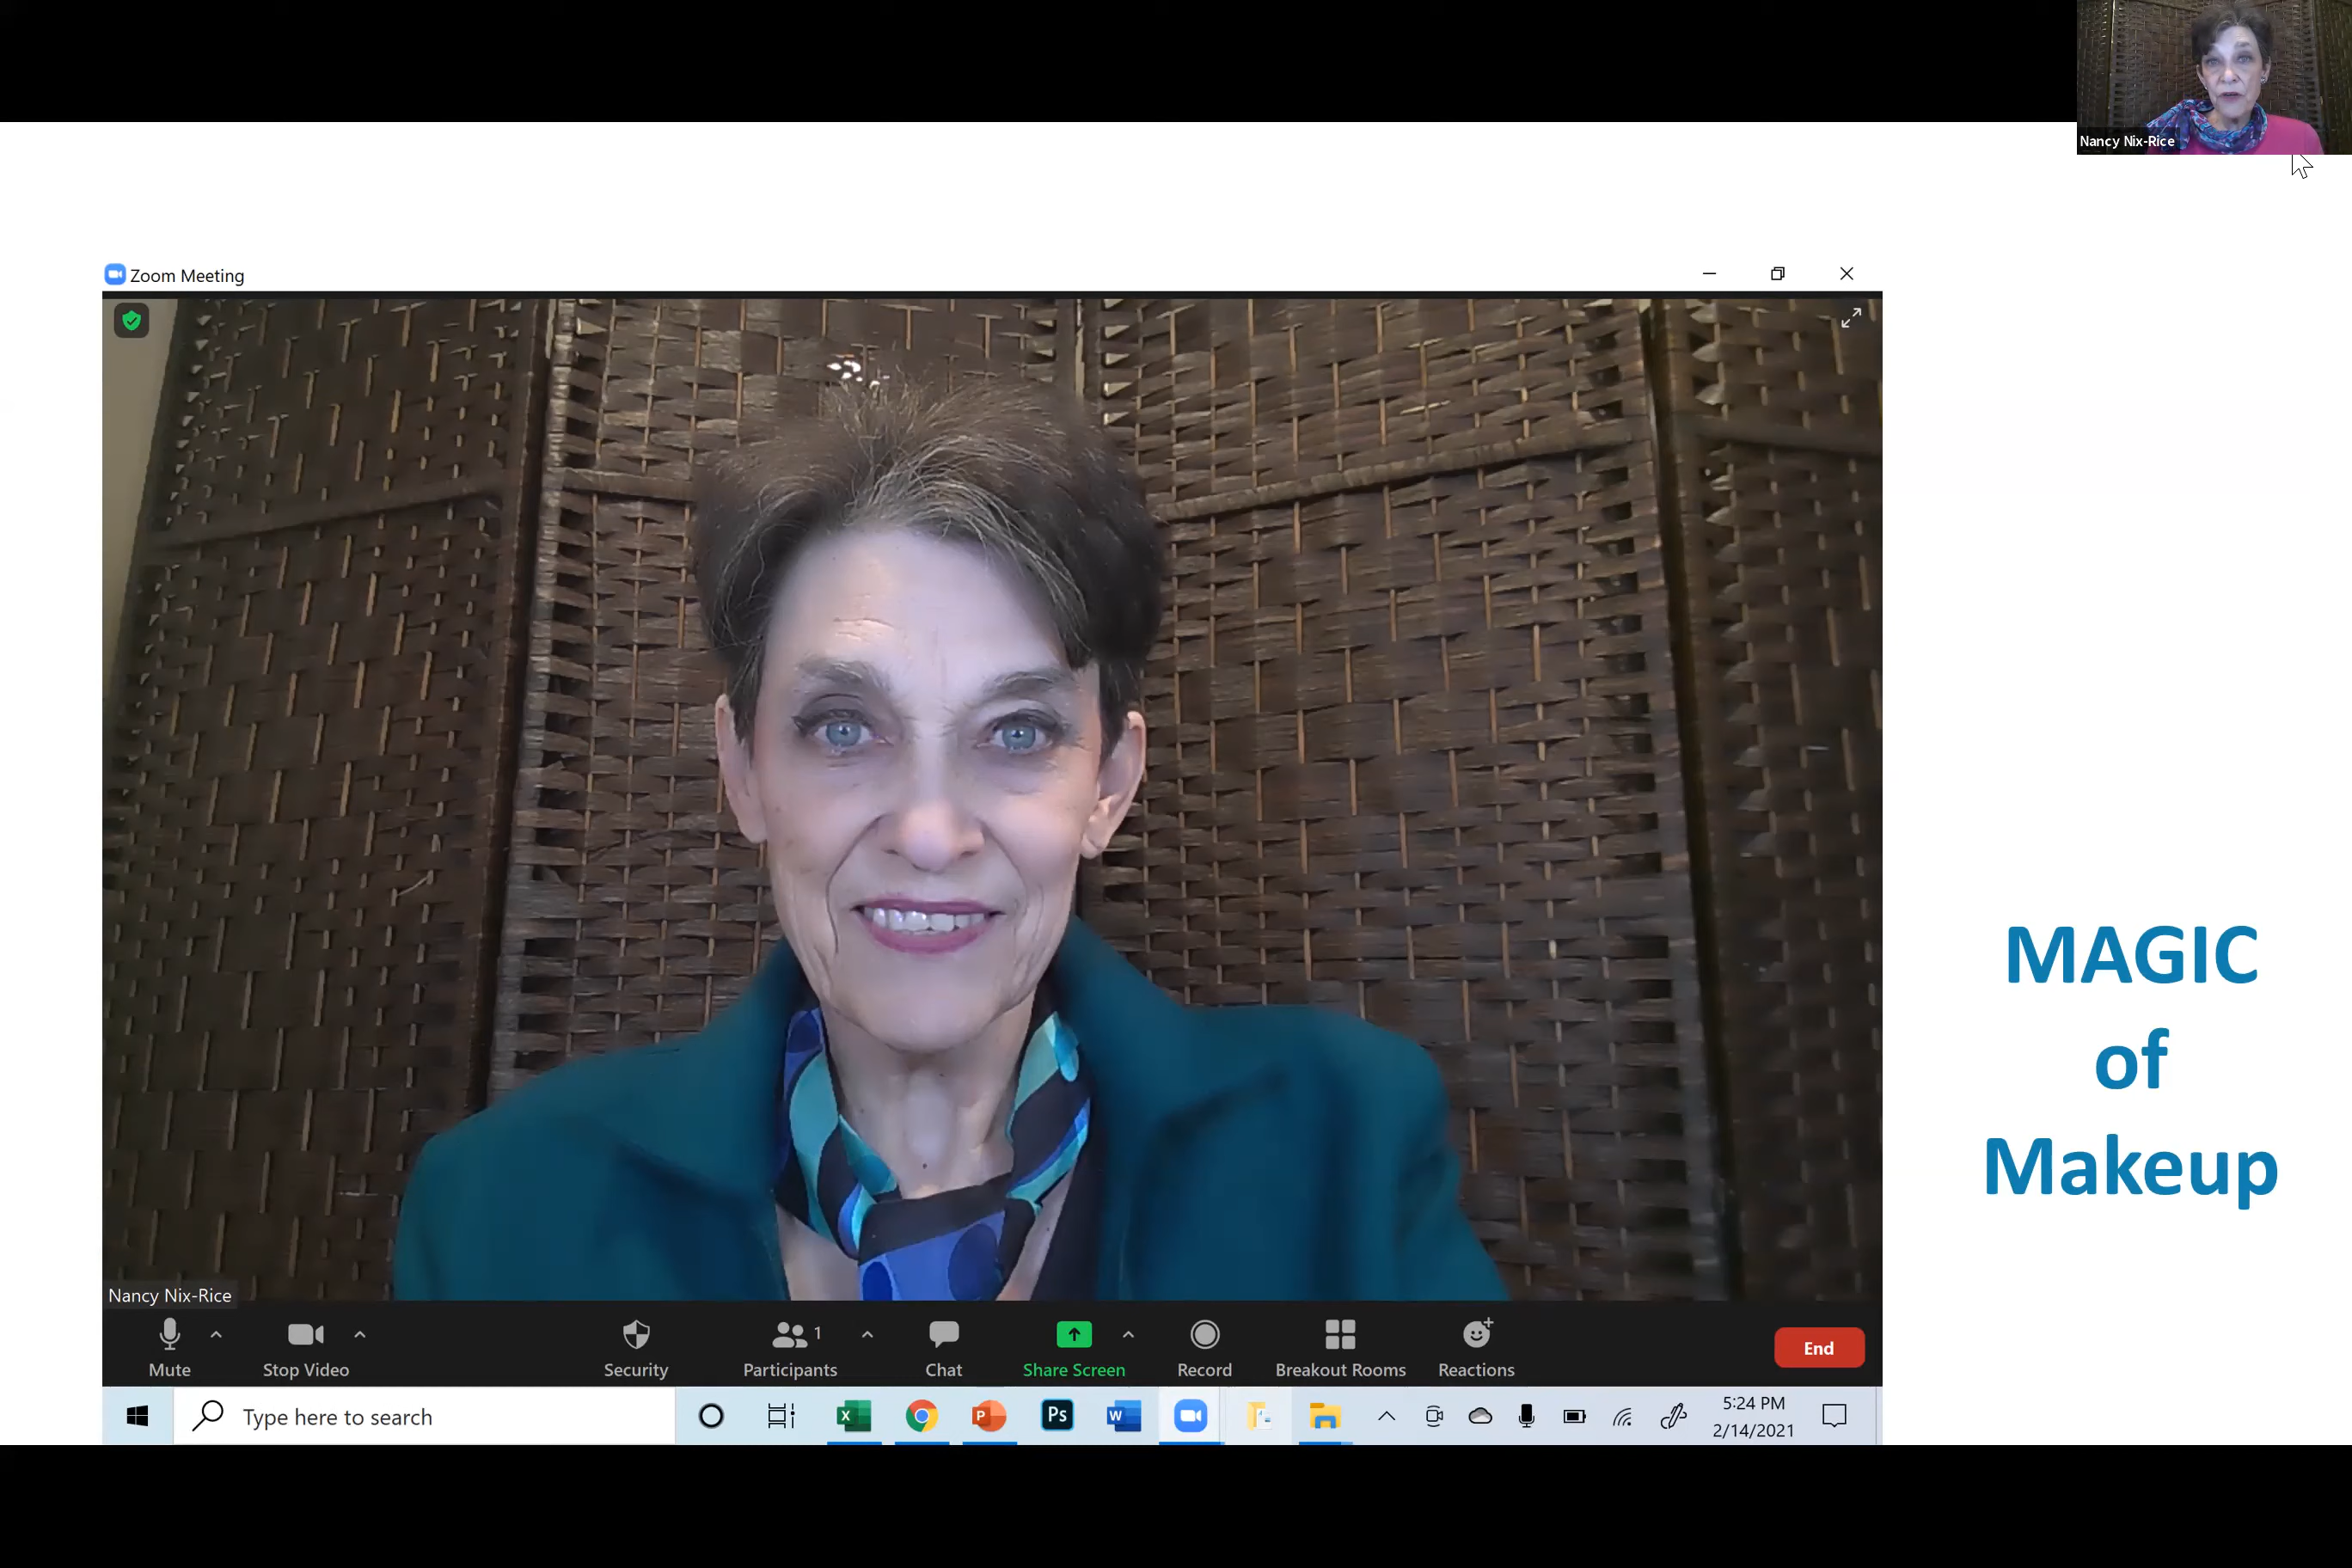 Nancy Nix-Rice
Zoom Meeting
MAGIC
of
Makeup
Nancy Nix-Rice
1
Mute
Stop Video
Security
Participants
Chat
Share Screen
Record
Breakout Rooms
Reactions
End
Type here to search
X
P
Ps
W
5:24 PM
2/14/2021